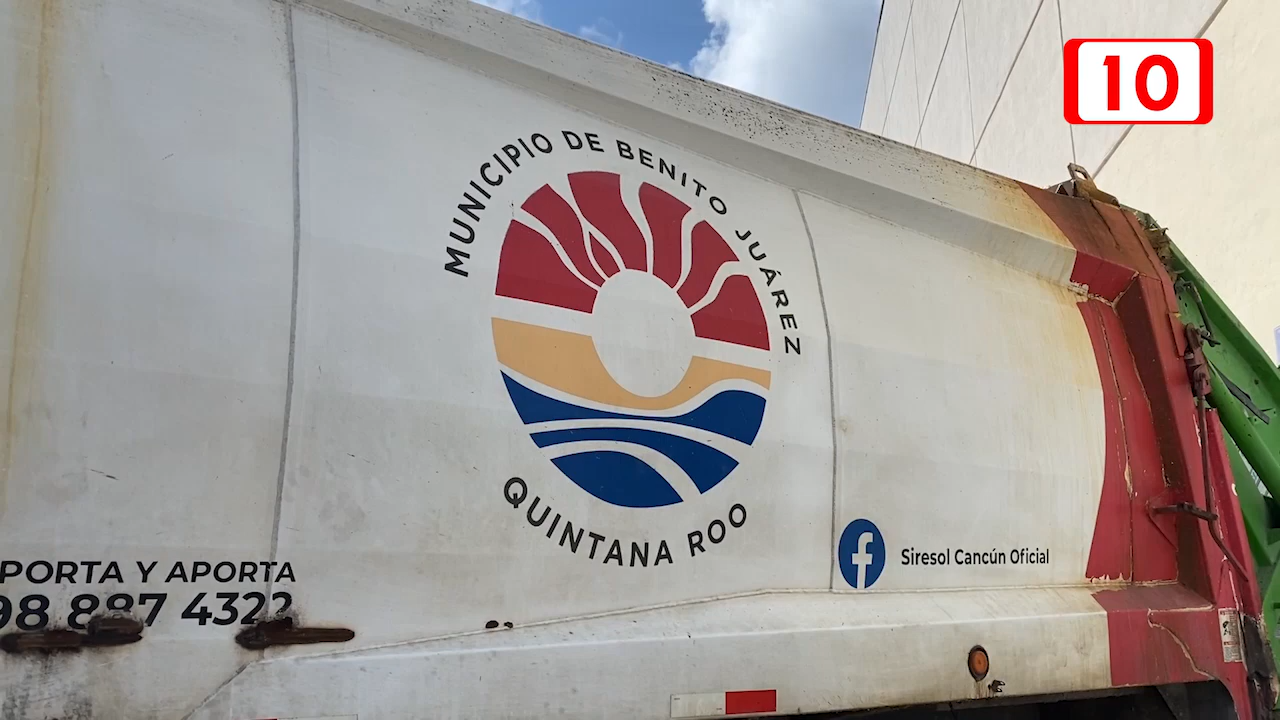 10
MUNICIPIO DE BENITO JUÁREZ
QUINTANA ROO
Siresol Cancún Oficial
PORTA Y APORTA
98 887 4322